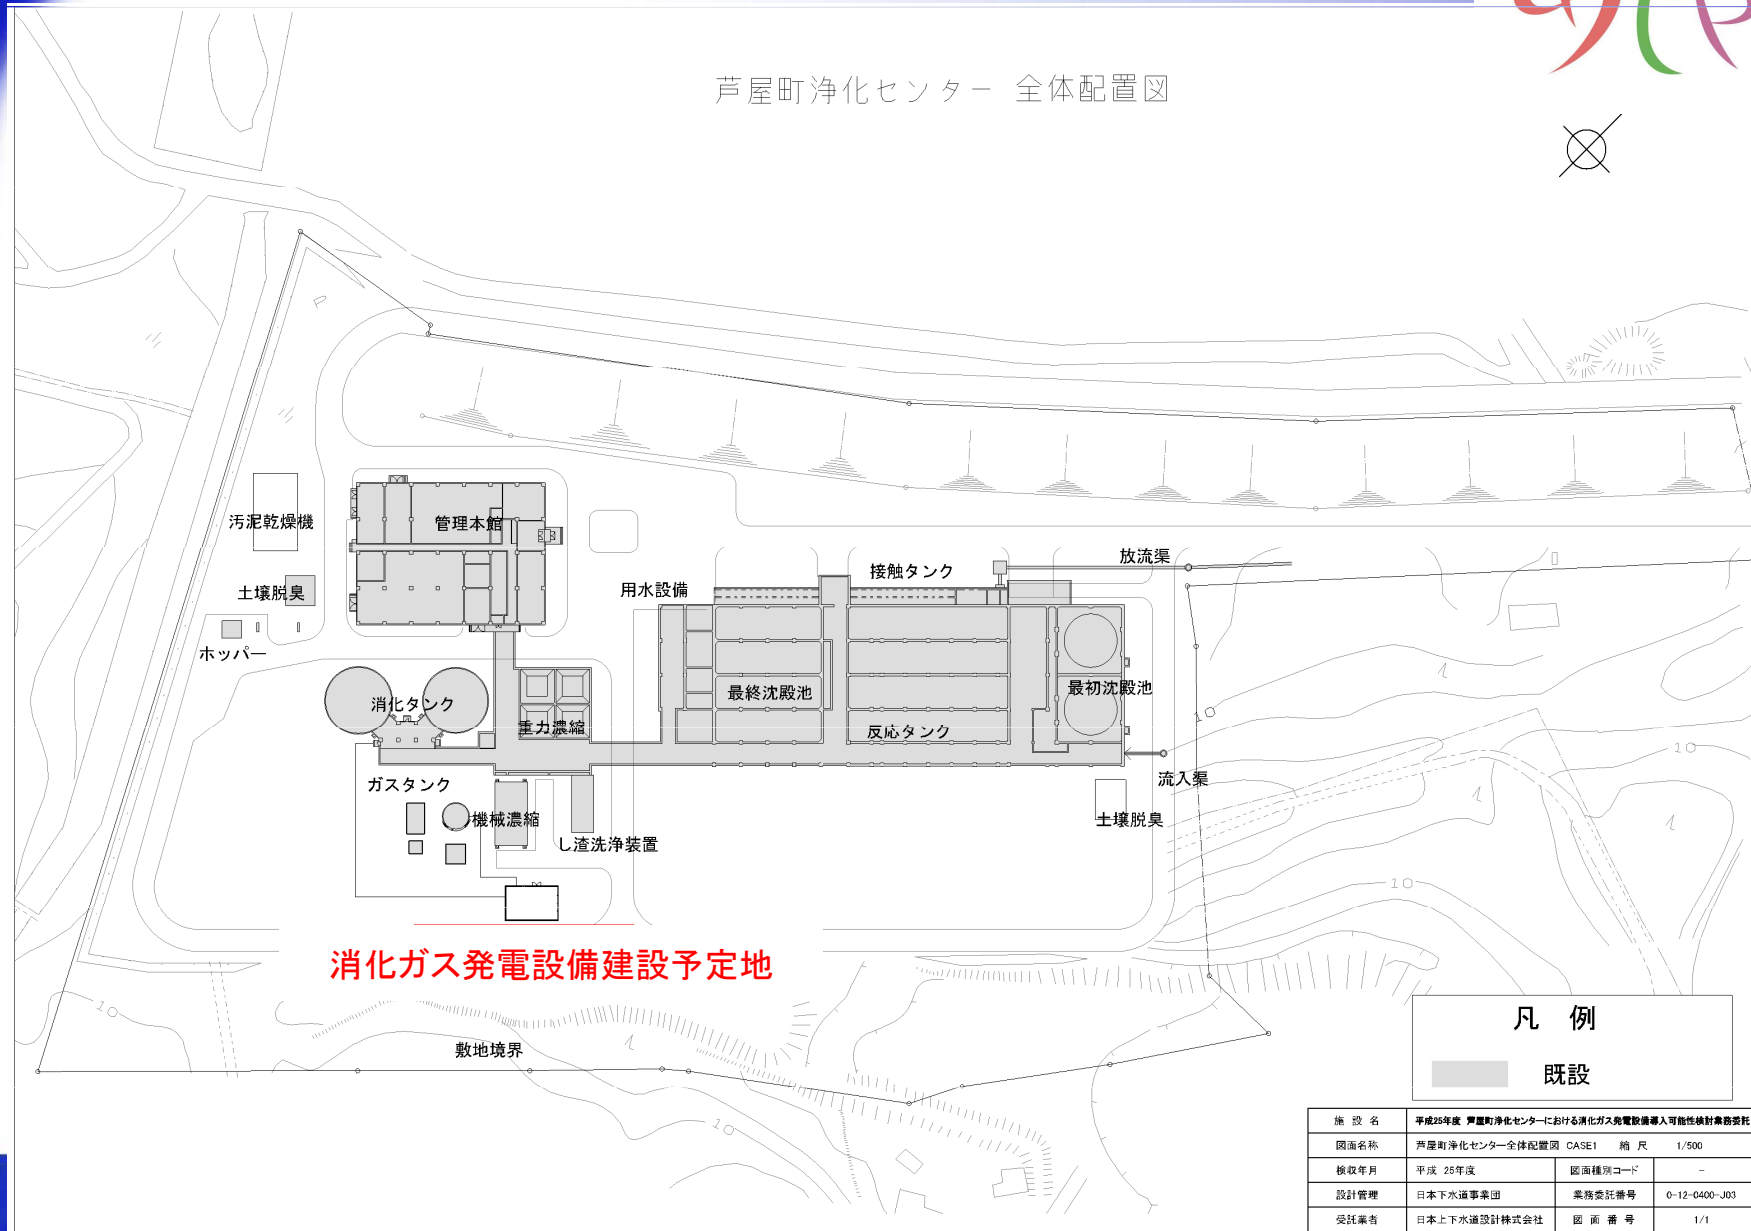 芦屋町浄化センター 全体配置図
汚泥乾燥機
管理本館
土壌脱臭
ホッパー
用水設備
接触タンク
放流渠
消化タンク
重力濃縮
最終沈殿池
反応タンク
最初沈殿池
流入渠
土壌脱臭
ガスタンク
機械濃縮
し渣洗浄装置
消化ガス発電設備建設予定地
敷地境界
10
10
10
10
10
凡 例
既設
施 設 名 平成25年度 芦屋町浄化センターにおける消化ガス発電設備導入可能性検討業務委託
図面名称 芦屋町浄化センター全体配置図 CASE1 縮 尺 1/500
検収年月 平成 25年度 図面種別コード -
設計管理 日本下水道事業団 業務委託番号 0-12-0400-J03
受託業者 日本上下水道設計株式会社 図 面 番 号 1/1